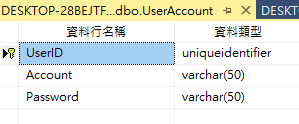 DESKTOP-28BEJTF...dbo.UserAccount
DESKT
資料行名稱 資料類型
UserID uniqueidentifier
Account varchar(50)
Password varchar(50)